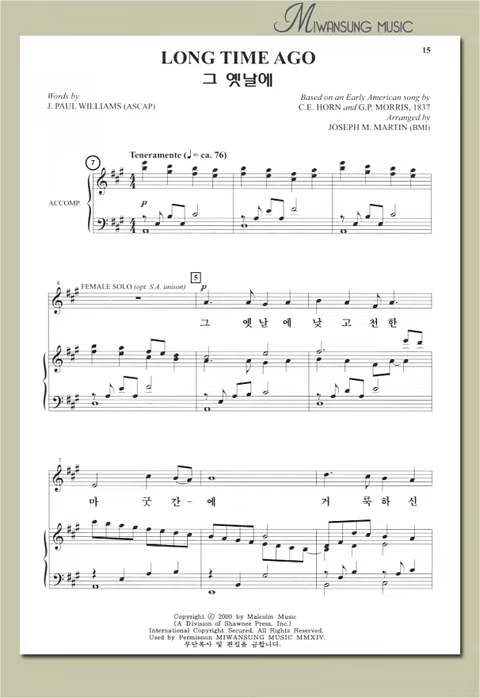 MIWANSUNG MUSIC
15
LONG TIME AGO
그 옛날에
Words by
J. PAUL WILLIAMS (ASCAP)
Based on an Early American song by
C.E. HORN and G.P. MORRIS, 1837
Arranged by
JOSEPH M. MARTIN (BMI)
7
Teneramente (♩ = ca. 76)
ACCOMP.
p
4
FEMALE SOLO (opt. S.A. unison)
5
p
그 옛 날 에 낮 고 천 한
7
마 굿 간 - 에 거 룩 하 신
Copyright ⓒ 2000 by Malcolm Music
(A Division of Shawnee Press, Inc.)
International Copyright Secured. All Rights Reserved.
Used by Permission MIWANSUNG MUSIC MMXIV.
무단복사 및 편집을 금합니다.